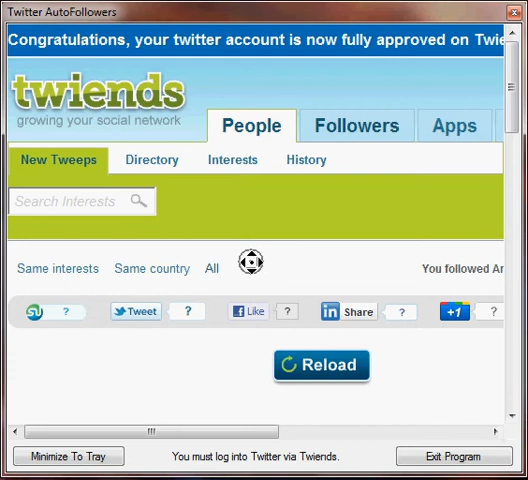 Twitter AutoFollowers
Congratulations, your twitter account is now fully approved on Twie
twiends
growing your social network
People Followers Apps
New Tweeps Directory Interests History
Search Interests
Same interests Same country All You followed An
? Tweet ? Like ? Share ? +1 ?
Reload
Minimize To Tray You must log into Twitter via Twiends. Exit Program